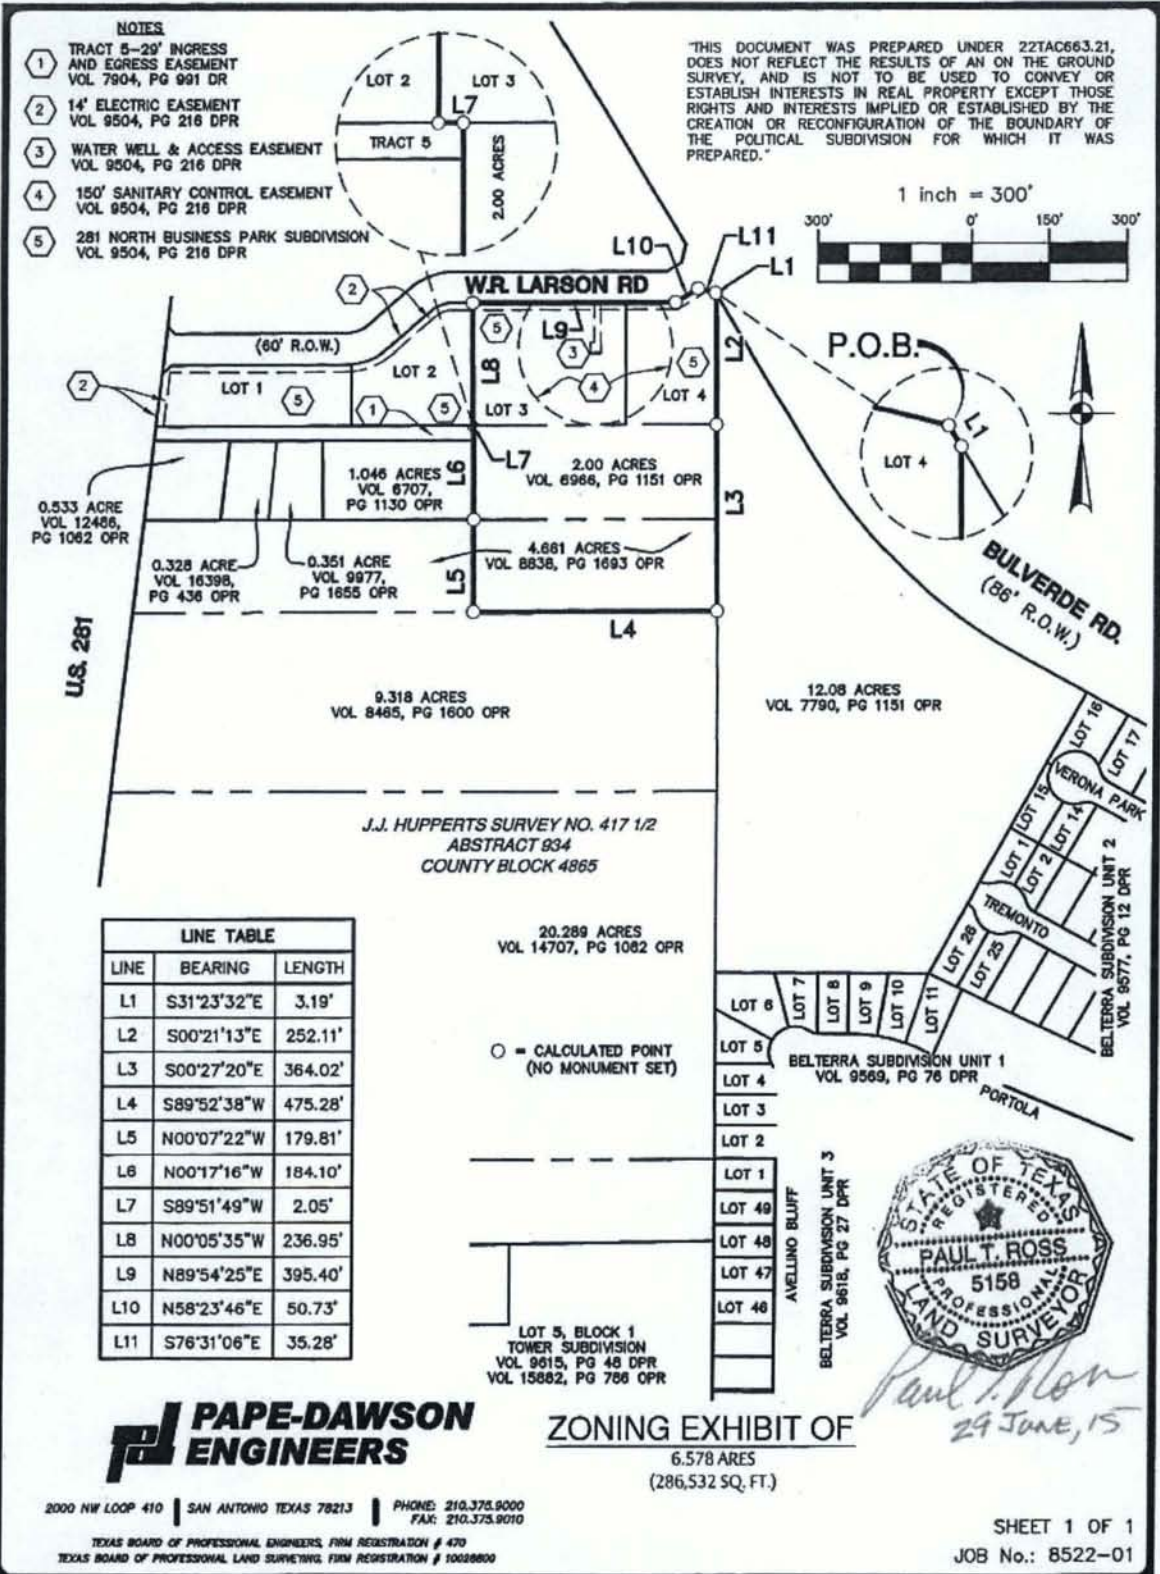 NOTES
1 TRACT 5-29' INGRESS
AND EGRESS EASEMENT
VOL 7904, PG 991 DR
2 14' ELECTRIC EASEMENT
VOL 9504, PG 216 DPR
3 WATER WELL & ACCESS EASEMENT
VOL 9504, PG 216 DPR
4 150' SANITARY CONTROL EASEMENT
VOL 9504, PG 216 DPR
5 281 NORTH BUSINESS PARK SUBDIVISION
VOL 9504, PG 216 DPR
LOT 2
LOT 3
L7
TRACT 5
2.00 ACRES
"THIS DOCUMENT WAS PREPARED UNDER 22TAC663.21,
DOES NOT REFLECT THE RESULTS OF AN ON THE GROUND
SURVEY, AND IS NOT TO BE USED TO CONVEY OR
ESTABLISH INTERESTS IN REAL PROPERTY EXCEPT THOSE
RIGHTS AND INTERESTS IMPLIED OR ESTABLISHED BY THE
CREATION OR RECONFIGURATION OF THE BOUNDARY OF
THE POLITICAL SUBDIVISION FOR WHICH IT WAS
PREPARED."
1 inch = 300'
300' 0' 150' 300'
L10
L11
L1
W.R. LARSON RD
2
(60' R.O.W.)
5
L9
3
L8
L2
P.O.B.
L1
LOT 4
2
LOT 1
5
LOT 2
1
5
LOT 3
4
5
LOT 4
L7
L6
1.046 ACRES
VOL 6707,
PG 1130 OPR
2.00 ACRES
VOL 6966, PG 1151 OPR
L3
0.533 ACRE
VOL 12486,
PG 1062 OPR
0.328 ACRE
VOL 16398,
PG 436 OPR
0.351 ACRE
VOL 9977,
PG 1655 OPR
L5
4.661 ACRES
VOL 8838, PG 1693 OPR
L4
BULVERDE RD.
(86' R.O.W.)
U.S. 281
9.318 ACRES
VOL 8465, PG 1600 OPR
12.08 ACRES
VOL 7790, PG 1151 OPR
J.J. HUPPERTS SURVEY NO. 417 1/2
ABSTRACT 934
COUNTY BLOCK 4865
LOT 16
LOT 17
VERONA PARK
LOT 15
LOT 14
LOT 1
LOT 2
TREMONTO
LOT 26
LOT 25
BELTERRA SUBDIVISION UNIT 2
VOL 9577, PG 12 DPR
20.289 ACRES
VOL 14707, PG 1082 OPR
LINE TABLE
LINE BEARING LENGTH
L1 S31°23'32"E 3.19'
L2 S00°21'13"E 252.11'
L3 S00°27'20"E 364.02'
L4 S89°52'38"W 475.28'
L5 N00°07'22"W 179.81'
L6 N00°17'16"W 184.10'
L7 S89°51'49"W 2.05'
L8 N00°05'35"W 236.95'
L9 N89°54'25"E 395.40'
L10 N58°23'46"E 50.73'
L11 S76°31'06"E 35.28'
O = CALCULATED POINT
(NO MONUMENT SET)
LOT 6
LOT 7
LOT 8
LOT 9
LOT 10
LOT 11
LOT 5
LOT 4
LOT 3
LOT 2
LOT 1
LOT 49
LOT 48
LOT 47
LOT 46
BELTERRA SUBDIVISION UNIT 1
VOL 9569, PG 76 DPR
PORTOLA
AVELLINO BLUFF
BELTERRA SUBDIVISION UNIT 3
VOL 9618, PG 27 DPR
LOT 5, BLOCK 1
TOWER SUBDIVISION
VOL 9615, PG 48 DPR
VOL 15882, PG 786 OPR
STATE OF TEXAS
REGISTERED
PAUL T. ROSS
5158
PROFESSIONAL
LAND SURVEYOR
Paul T. Ross
29 JUNE, 15
PAPE-DAWSON
ENGINEERS
2000 NW LOOP 410 | SAN ANTONIO TEXAS 78213 | PHONE: 210.375.9000
FAX: 210.375.9010
TEXAS BOARD OF PROFESSIONAL ENGINEERS, FIRM REGISTRATION # 470
TEXAS BOARD OF PROFESSIONAL LAND SURVEYING, FIRM REGISTRATION # 10028800
ZONING EXHIBIT OF
6.578 ARES
(286,532 SQ. FT.)
SHEET 1 OF 1
JOB No.: 8522-01